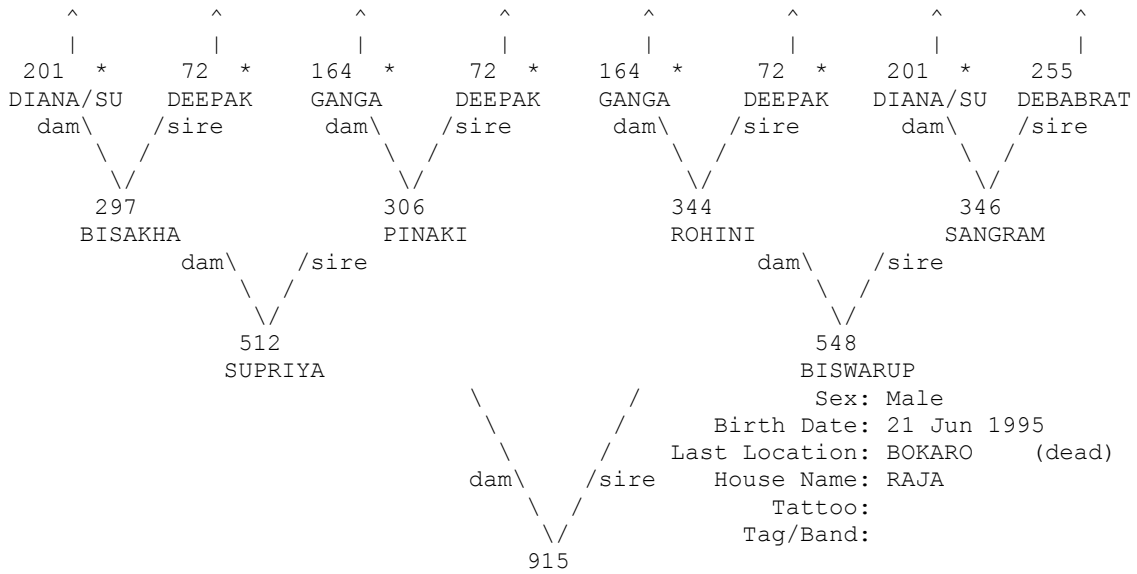 ^ ^ ^ ^ ^ ^ ^ ^
| | | | | | | |
201 * 72 * 164 * 72 * 164 * 72 * 201 * 255
DIANA/SU DEEPAK GANGA DEEPAK GANGA DEEPAK DIANA/SU DEBABRAT
dam\ /sire dam\ /sire dam\ /sire dam\ /sire
\ / \ / \ / \ /
\/ \/ \/ \/
297 306 344 346
BISAKHA PINAKI ROHINI SANGRAM
dam\ /sire dam\ /sire
\ / \ /
\/ \/
512 548
SUPRIYA BISWARUP
\ / Sex: Male
\ / Birth Date: 21 Jun 1995
\ / Last Location: BOKARO (dead)
dam\ /sire House Name: RAJA
\ / Tattoo:
\/ Tag/Band:
915